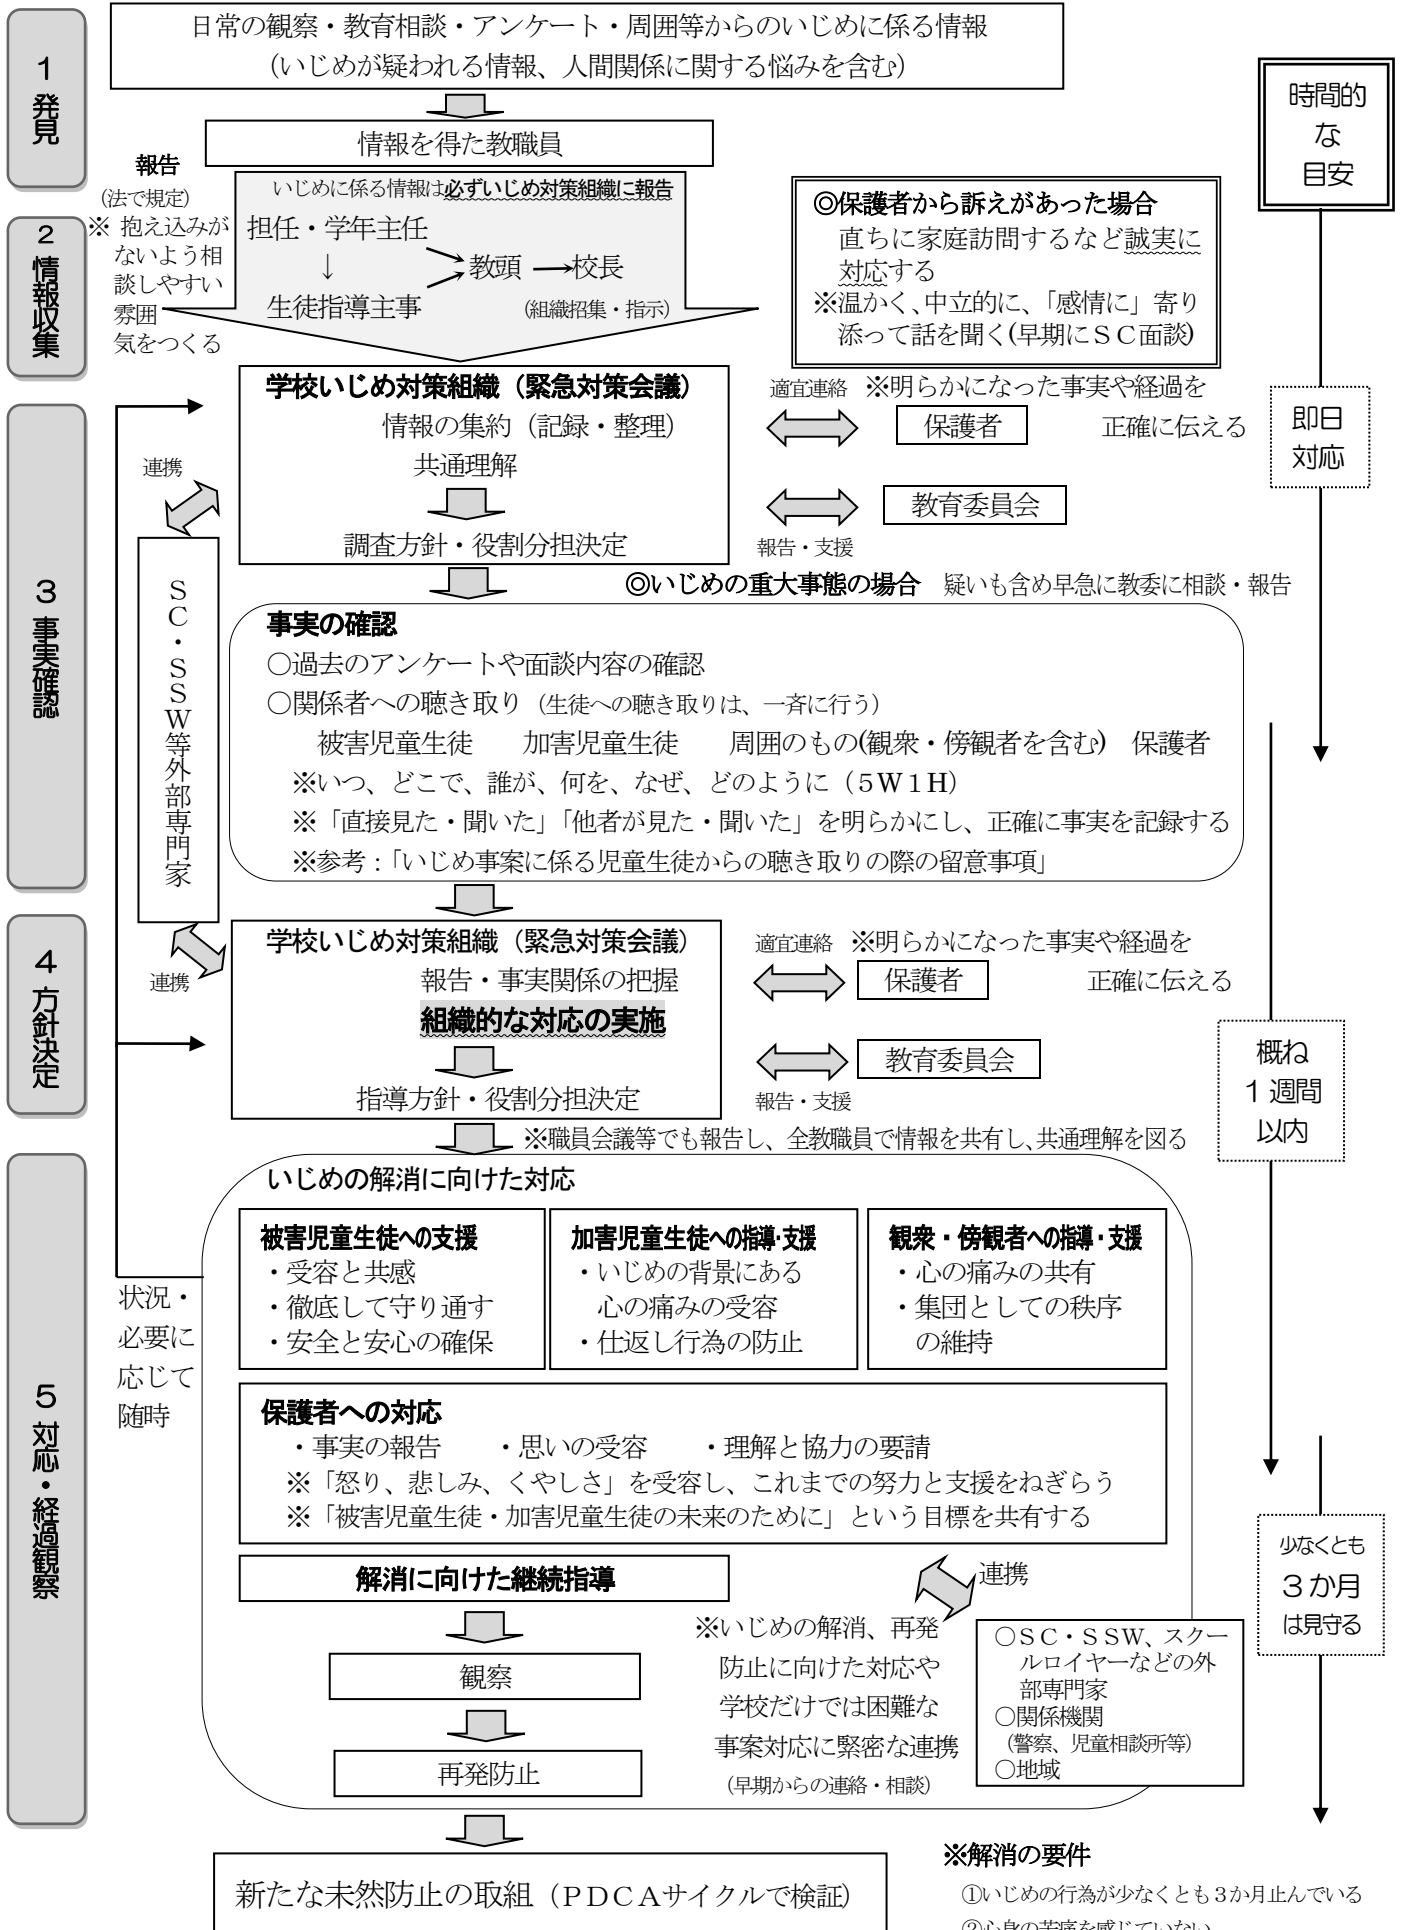 日常の観察・教育相談・アンケート・周囲等からのいじめに係る情報
（いじめが疑われる情報、人間関係に関する悩みを含む）
１
発見
時間的
な
目安
情報を得た教職員
報告
（法で規定）
※ 抱え込みが
ないよう相
談しやすい
雰囲
気をつくる
いじめに係る情報は必ずいじめ対策組織に報告
担任・学年主任
↓
生徒指導主事
教頭
校長
（組織招集・指示）
◎保護者から訴えがあった場合
直ちに家庭訪問するなど誠実に
対応する
※温かく、中立的に、「感情に」寄り
添って話を聞く(早期にＳＣ面談)
２
情報収集
学校いじめ対策組織（緊急対策会議）
情報の集約（記録・整理）
共通理解
調査方針・役割分担決定
適宜連絡 ※明らかになった事実や経過を
保護者 正確に伝える
教育委員会
報告・支援
即日
対応
連携
ＳＣ・ＳＳＷ等外部専門家
３
事実確認
◎いじめの重大事態の場合 疑いも含め早急に教委に相談・報告
事実の確認
○過去のアンケートや面談内容の確認
○関係者への聴き取り（生徒への聴き取りは、一斉に行う）
被害児童生徒 加害児童生徒 周囲のもの(観衆・傍観者を含む) 保護者
※いつ、どこで、誰が、何を、なぜ、どのように（５Ｗ１Ｈ）
※「直接見た・聞いた」「他者が見た・聞いた」を明らかにし、正確に事実を記録する
※参考：「いじめ事案に係る児童生徒からの聴き取りの際の留意事項」
４
方針決定
連携
学校いじめ対策組織（緊急対策会議）
報告・事実関係の把握
組織的な対応の実施
指導方針・役割分担決定
適宜連絡 ※明らかになった事実や経過を
保護者 正確に伝える
教育委員会
報告・支援
概ね
１週間
以内
※職員会議等でも報告し、全教職員で情報を共有し、共通理解を図る
５
対応・経過観察
状況・
必要に
応じて
随時
いじめの解消に向けた対応
被害児童生徒への支援
・受容と共感
・徹底して守り通す
・安全と安心の確保
加害児童生徒への指導・支援
・いじめの背景にある
心の痛みの受容
・仕返し行為の防止
観衆・傍観者への指導・支援
・心の痛みの共有
・集団としての秩序
の維持
保護者への対応
・事実の報告 ・思いの受容 ・理解と協力の要請
※「怒り、悲しみ、くやしさ」を受容し、これまでの努力と支援をねぎらう
※「被害児童生徒・加害児童生徒の未来のために」という目標を共有する
解消に向けた継続指導
観察
再発防止
連携
※いじめの解消、再発
防止に向けた対応や
学校だけでは困難な
事案対応に緊密な連携
（早期からの連絡・相談）
○ＳＣ・ＳＳＷ、スクー
ルロイヤーなどの外
部専門家
○関係機関
（警察、児童相談所等）
○地域
少なくとも
３か月
は見守る
新たな未然防止の取組（ＰＤＣＡサイクルで検証）
※解消の要件
①いじめの行為が少なくとも３か月止んでいる
②心身の苦痛を感じていない